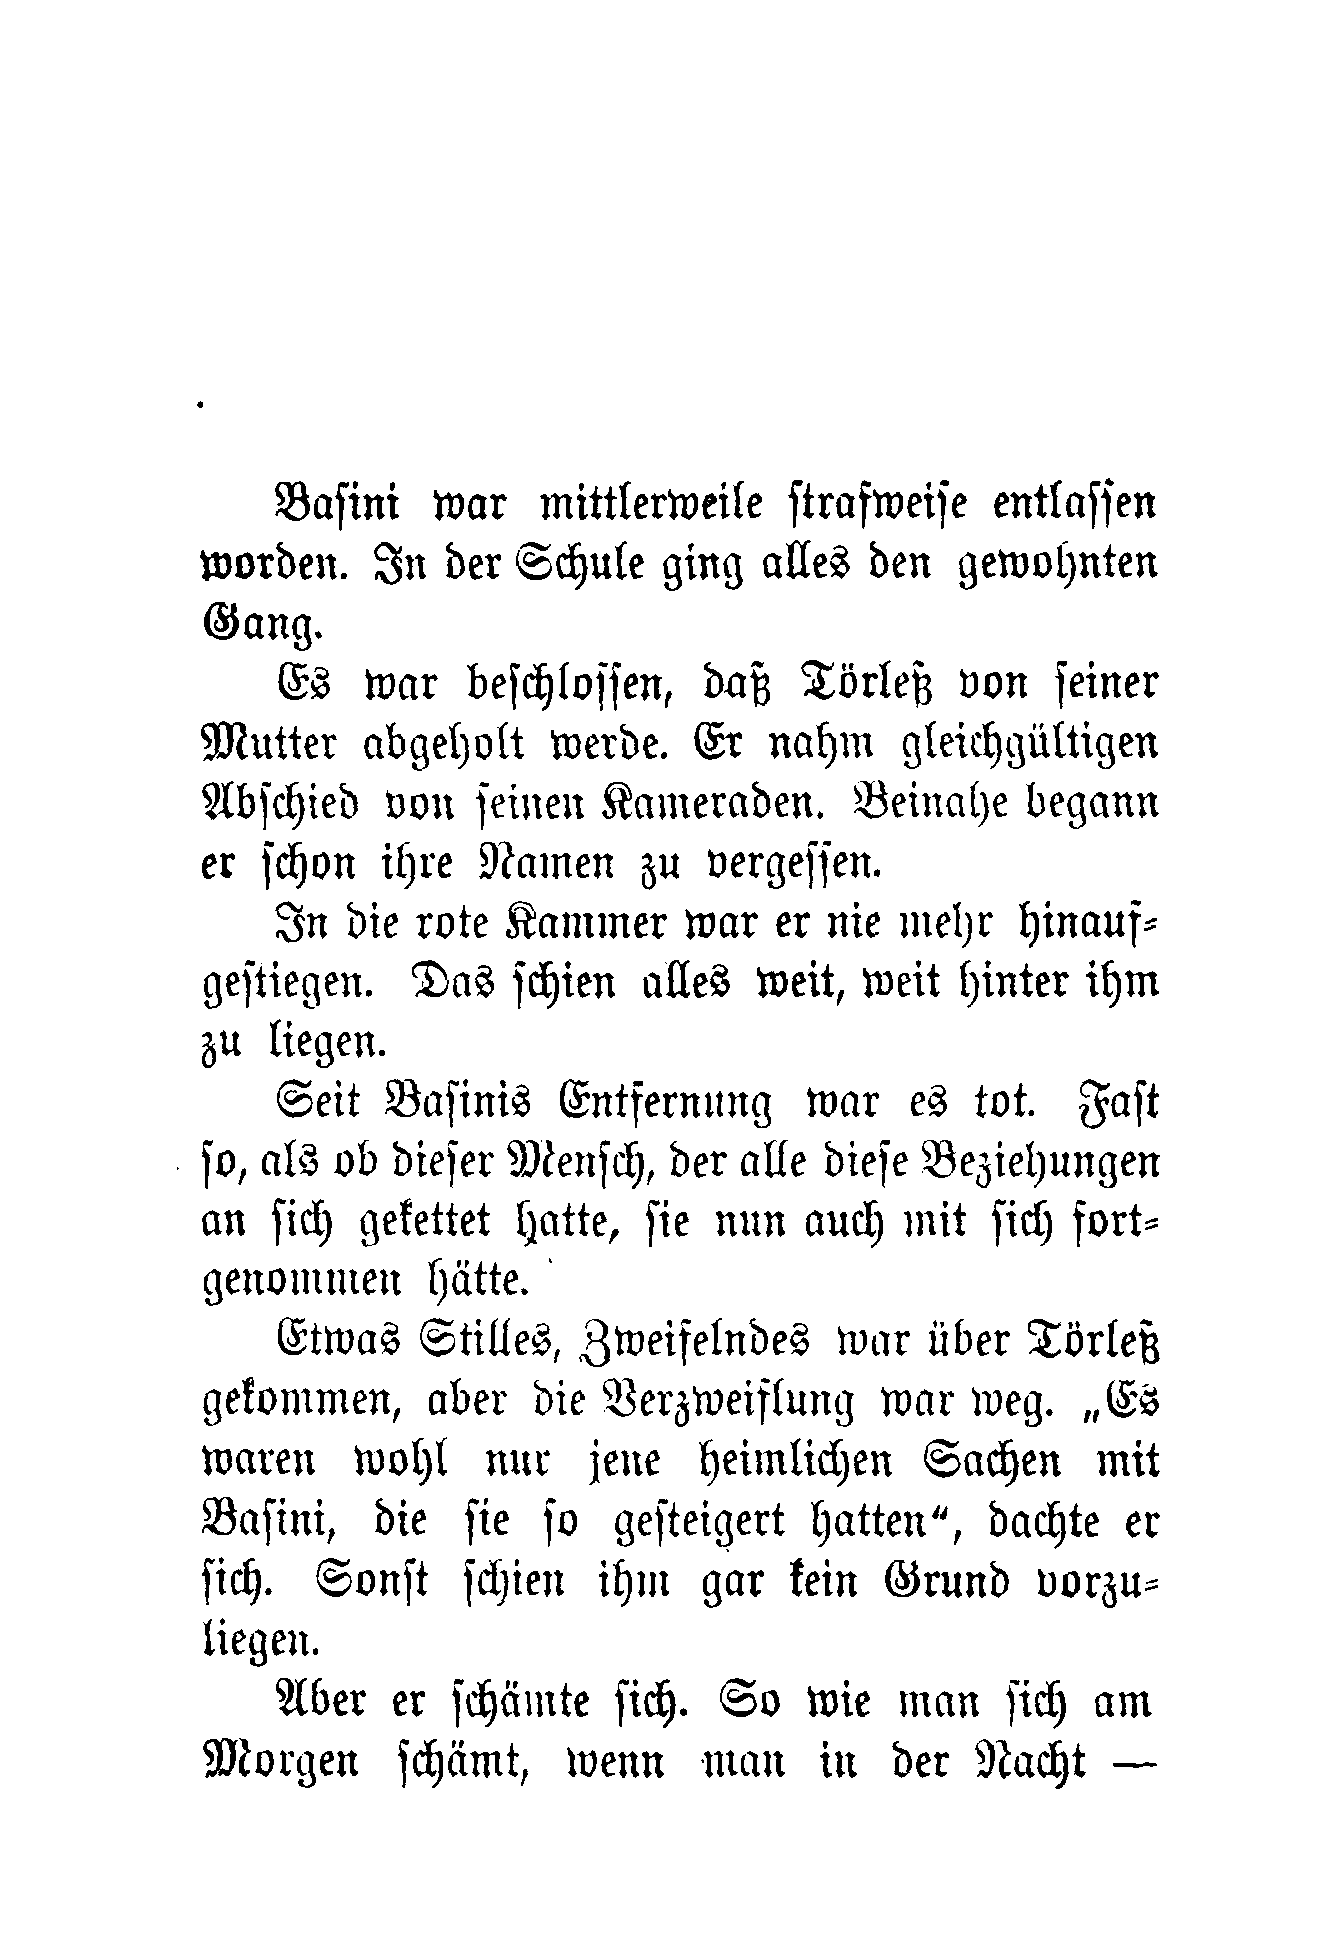 Basini war mittlerweile strafweise entlassen
worden. In der Schule ging alles den gewohnten
Gang.
Es war beschlossen, daß Törleß von seiner
Mutter abgeholt werde. Er nahm gleichgültigen
Abschied von seinen Kameraden. Beinahe begann
er schon ihre Namen zu vergessen.
In die rote Kammer war er nie mehr hinauf-
gestiegen. Das schien alles weit, weit hinter ihm
zu liegen.
Seit Basinis Entfernung war es tot. Fast
so, als ob dieser Mensch, der alle diese Beziehungen
an sich gekettet hatte, sie nun auch mit sich fort-
genommen hätte.
Etwas Stilles, Zweifelndes war über Törleß
gekommen, aber die Verzweiflung war weg. „Es
waren wohl nur jene heimlichen Sachen mit
Basini, die sie so gesteigert hatten“, dachte er
sich. Sonst schien ihm gar kein Grund vorzu-
liegen.
Aber er schämte sich. So wie man sich am
Morgen schämt, wenn man in der Nacht —